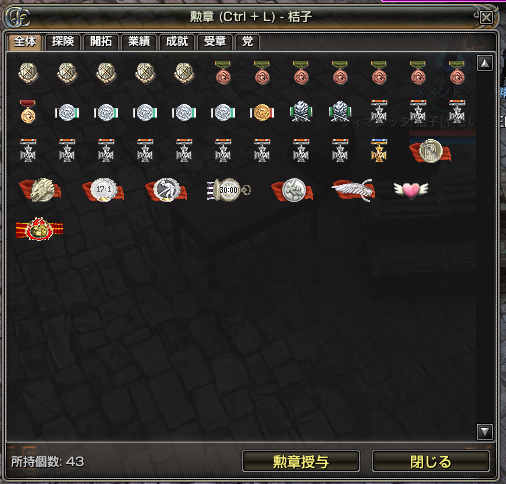 勲章 (Ctrl + L) - 桔子
全体 探険 開拓 業績 成就 受章 党
17:1
30:00
所持個数: 43
勲章授与 閉じる